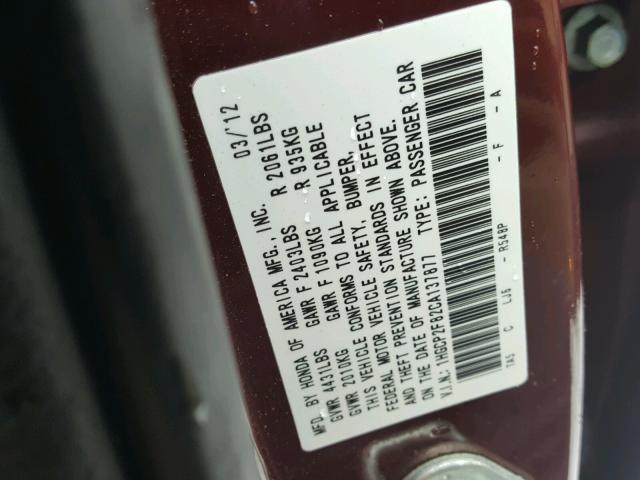 MFD. BY HONDA OF AMERICA MFG., INC. 03/'12
GVWR 4431LBS GAWR F 2403LBS R 2061LBS
GVWR 2010KG GAWR F 1090KG R 935KG
THIS VEHICLE CONFORMS TO ALL APPLICABLE
FEDERAL MOTOR VEHICLE SAFETY, BUMPER,
AND THEFT PREVENTION STANDARDS IN EFFECT
ON THE DATE OF MANUFACTURE SHOWN ABOVE.
V.I.N.: 1HGCP2F82CA137877 TYPE: PASSENGER CAR
TA5 C LJ6 - R548P - F - A